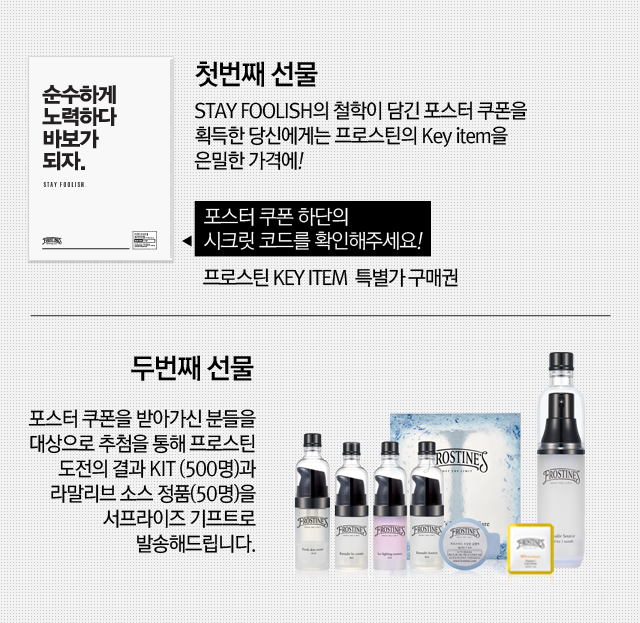 순수하게
노력하다
바보가
되자.
STAY FOOLISH
FROSTINE'S
첫번째 선물
STAY FOOLISH의 철학이 담긴 포스터 쿠폰을
획득한 당신에게는 프로스틴의 Key item을
은밀한 가격에!
포스터 쿠폰 하단의
시크릿 코드를 확인해주세요!
프로스틴 KEY ITEM 특별가 구매권
두번째 선물
포스터 쿠폰을 받아가신 분들을
대상으로 추첨을 통해 프로스틴
도전의 결과 KIT (500명)과
라말리브 소스 정품(50명)을
서프라이즈 기프트로
발송해드립니다.
FROSTINE'S
FROSTINE'S
FROSTINE'S
FROSTINE'S
FROSTINE'S
FROSTINE'S